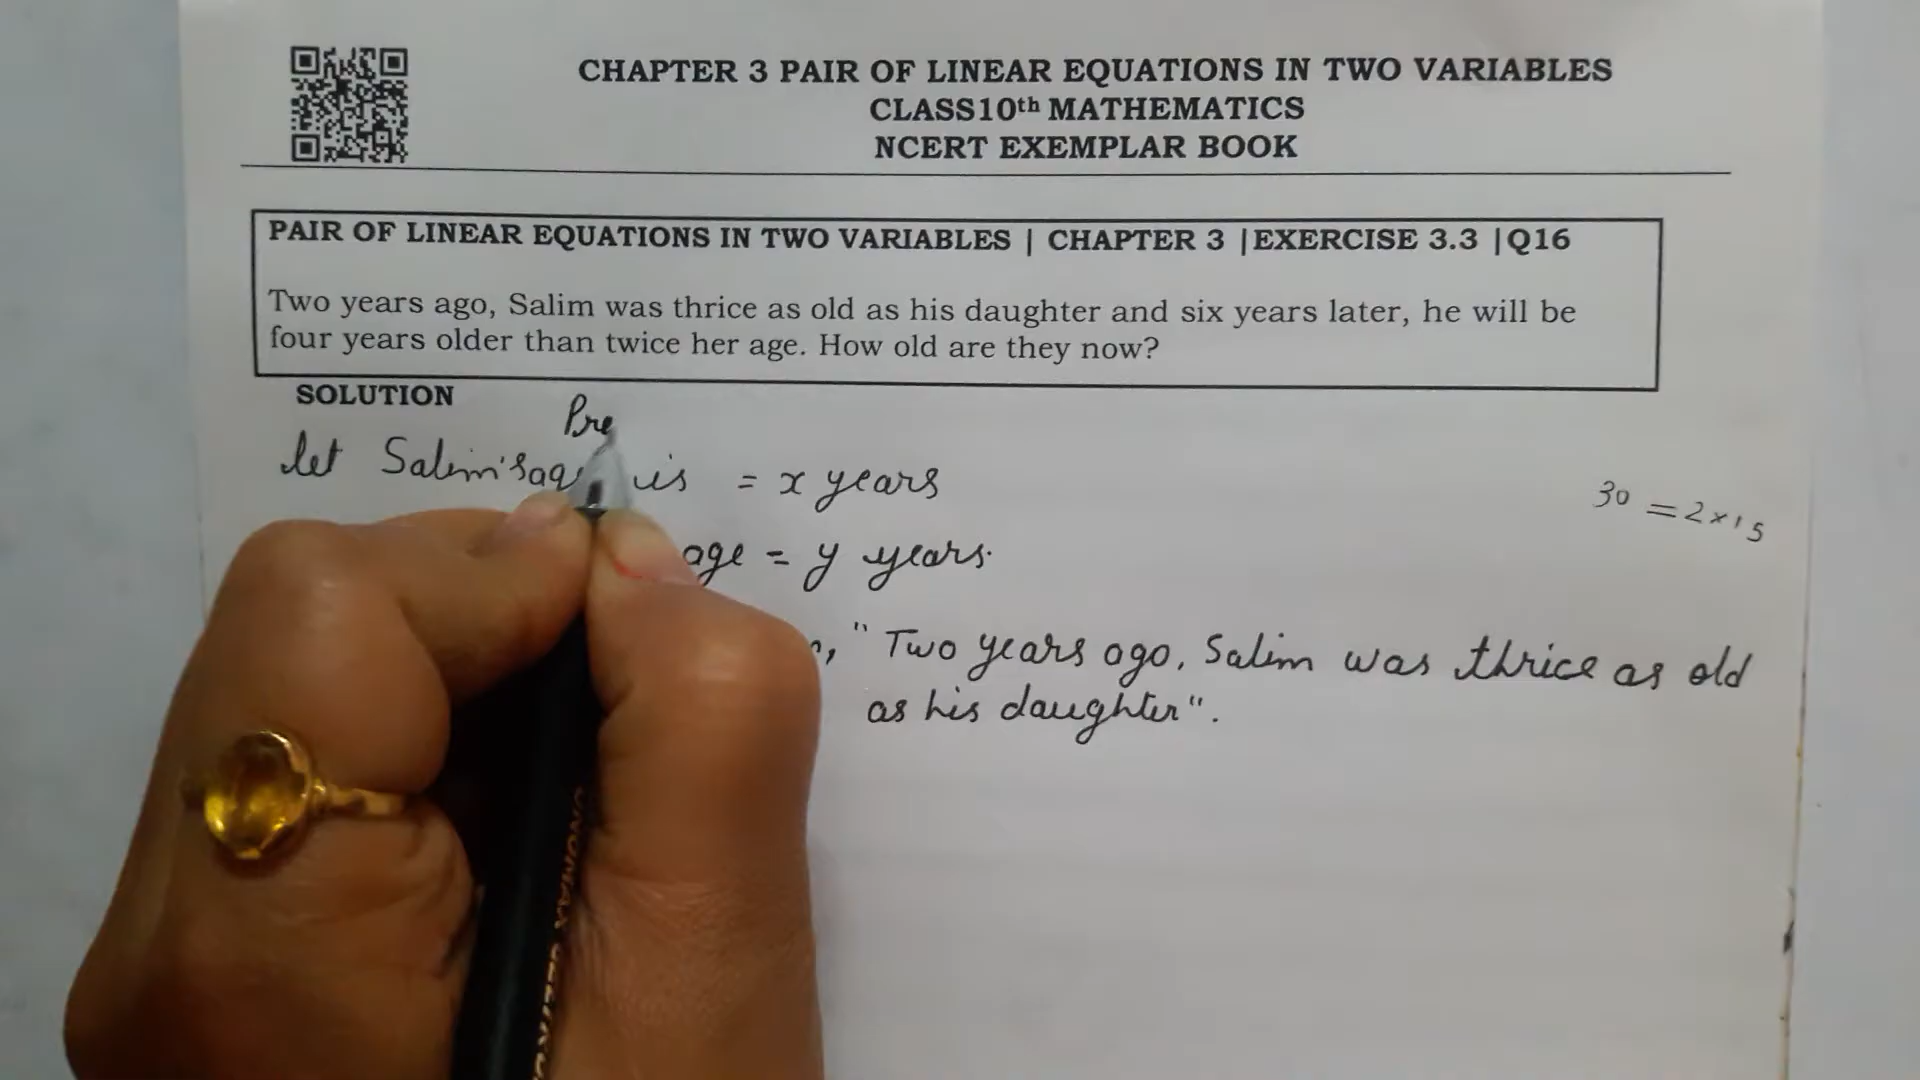 CHAPTER 3 PAIR OF LINEAR EQUATIONS IN TWO VARIABLES
CLASS10th MATHEMATICS
NCERT EXEMPLAR BOOK
PAIR OF LINEAR EQUATIONS IN TWO VARIABLES | CHAPTER 3 |EXERCISE 3.3 |Q16
Two years ago, Salim was thrice as old as his daughter and six years later, he will be
four years older than twice her age. How old are they now?
SOLUTION
Pre
let Salim's is = x years
30 = 2×15
age = y years.
, " Two years ago, Salim was thrice as old
as his daughter".